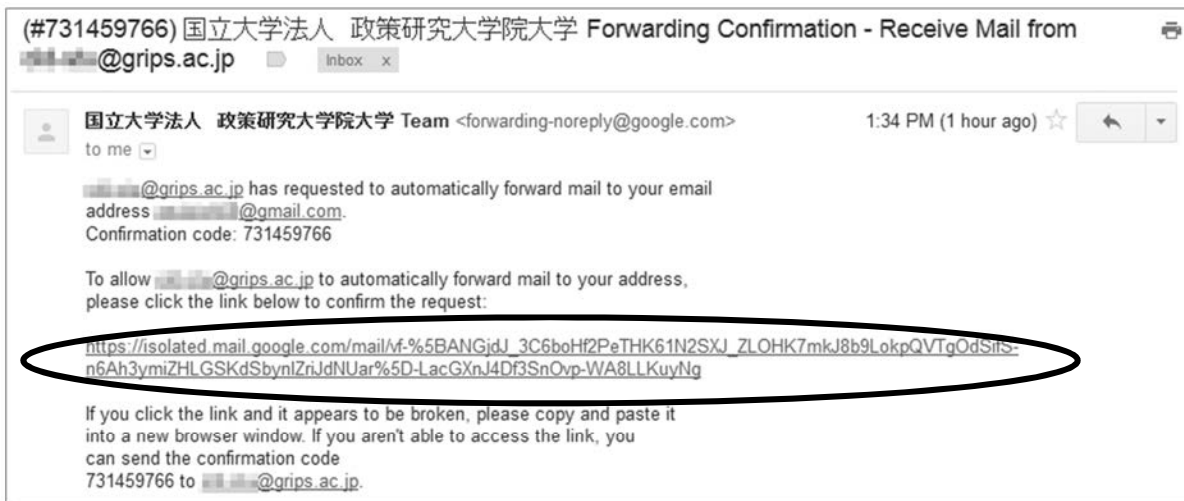 (#731459766) 国立大学法人　政策研究大学院大学 Forwarding Confirmation - Receive Mail from
@grips.ac.jp Inbox x
国立大学法人　政策研究大学院大学 Team <forwarding-noreply@google.com> 1:34 PM (1 hour ago)
to me
@grips.ac.jp has requested to automatically forward mail to your email
address @gmail.com.
Confirmation code: 731459766
To allow @grips.ac.jp to automatically forward mail to your address,
please click the link below to confirm the request:
https://isolated.mail.google.com/mail/vf-%5BANGjdJ_3C6boHf2PeTHK61N2SXJ_ZLOHK7mkJ8b9LokpQVTgOdSifS-
n6Ah3ymiZHLGSKdSbynIZriJdNUar%5D-LacGXnJ4Df3SnOvp-WA8LLKuyNg
If you click the link and it appears to be broken, please copy and paste it
into a new browser window. If you aren't able to access the link, you
can send the confirmation code
731459766 to @grips.ac.jp.